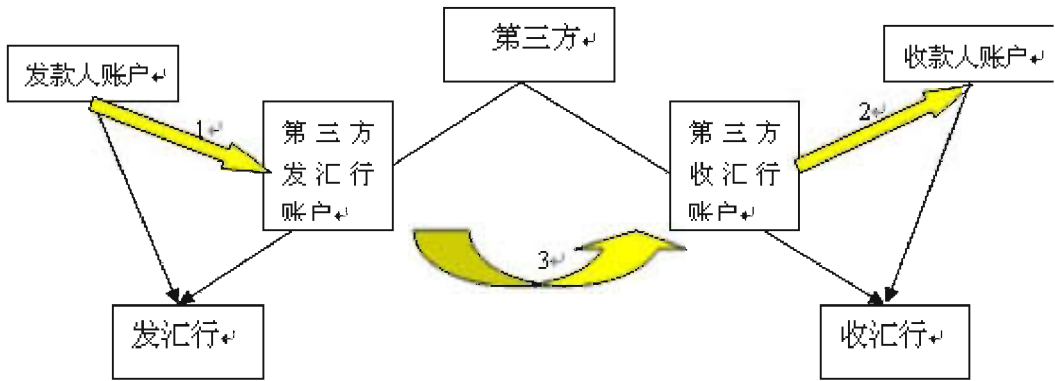 第三方↵
发款人账户↵
收款人账户↵
1↵
2↵
第三方
发汇行
账户↵
第三方
收汇行
账户↵
3↵
发汇行↵
收汇行↵